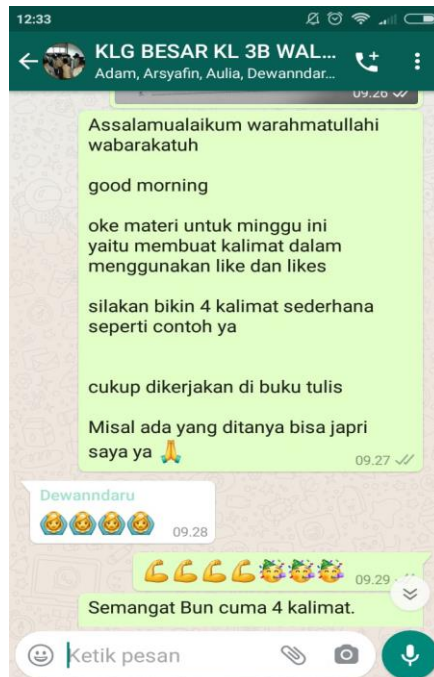 12:33
KLG BESAR KL 3B WAL...
Adam, Arsyafin, Aulia, Dewanndar...
09.26
Assalamualaikum warahmatullahi
wabarakatuh
good morning
oke materi untuk minggu ini
yaitu membuat kalimat dalam
menggunakan like dan likes
silakan bikin 4 kalimat sederhana
seperti contoh ya
cukup dikerjakan di buku tulis
Misal ada yang ditanya bisa japri
saya ya 🙏
09.27
Dewanndaru
09.28
09.29
Semangat Bun cuma 4 kalimat.
Ketik pesan